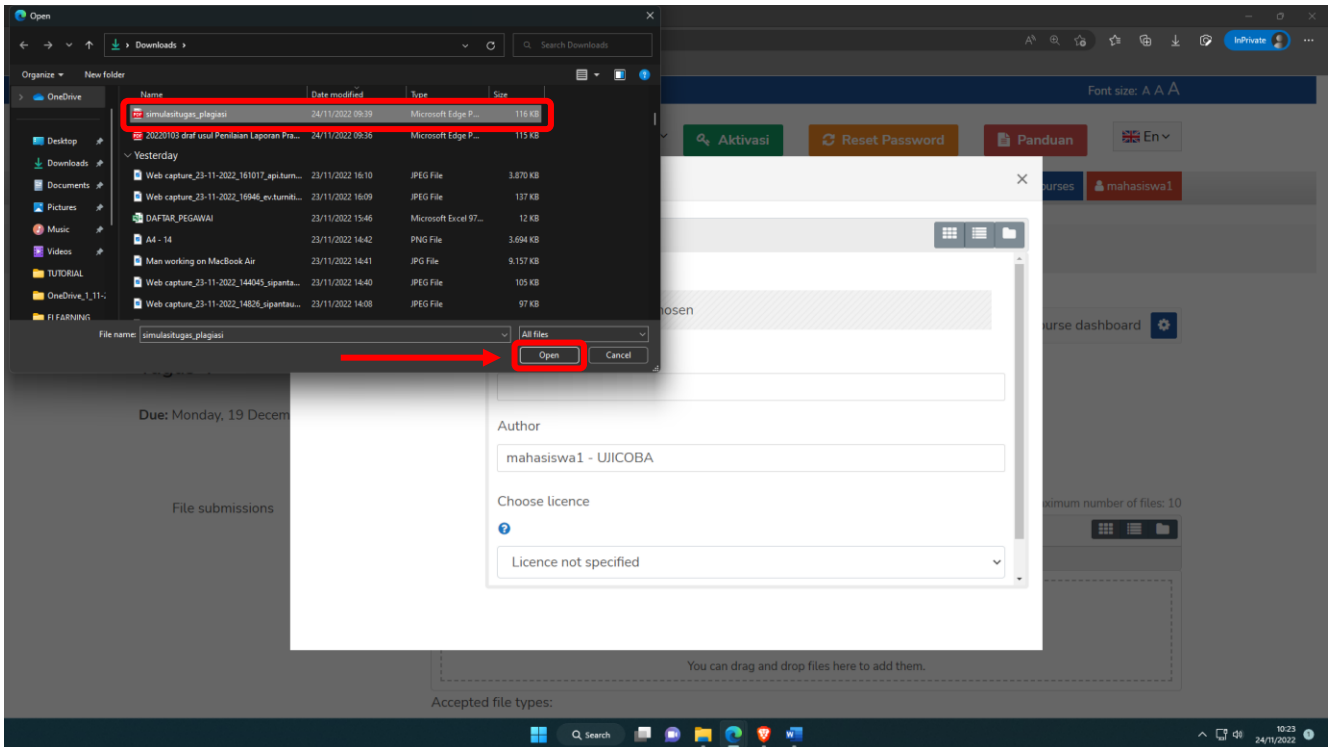 Open
Downloads
Search Downloads
Organize
New folder
OneDrive
Desktop
Downloads
Documents
Pictures
Music
Videos
TUTORIAL
OneDrive_1_11-
ELEARNING
Name Date modified Type Size
simulasitugas_plagiasi 24/11/2022 09:39 Microsoft Edge P... 116 KB
20220103 draf usul Penilaian Laporan Pra... 24/11/2022 09:36 Microsoft Edge P... 115 KB
Yesterday
Web capture_23-11-2022_161017_api.turn... 23/11/2022 16:10 JPEG File 3.870 KB
Web capture_23-11-2022_16946_ev.turniti... 23/11/2022 16:09 JPEG File 137 KB
DAFTAR_PEGAWAI 23/11/2022 15:46 Microsoft Excel 97... 12 KB
A4 - 14 23/11/2022 14:42 PNG File 3.694 KB
Man working on MacBook Air 23/11/2022 14:41 JPG File 9.157 KB
Web capture_23-11-2022_144045_sipanta... 23/11/2022 14:40 JPEG File 105 KB
Web capture_23-11-2022_14826_sipantau... 23/11/2022 14:08 JPEG File 97 KB
File name: simulasitugas_plagiasi All files
Open Cancel
InPrivate
Font size: A A A
Aktivasi Reset Password Panduan En
urses mahasiswa1
hosen
urse dashboard
Due: Monday, 19 Decem
Author
mahasiswa1 - UJICOBA
Choose licence
Licence not specified
File submissions
ximum number of files: 10
You can drag and drop files here to add them.
Accepted file types:
Search
10:23
24/11/2022